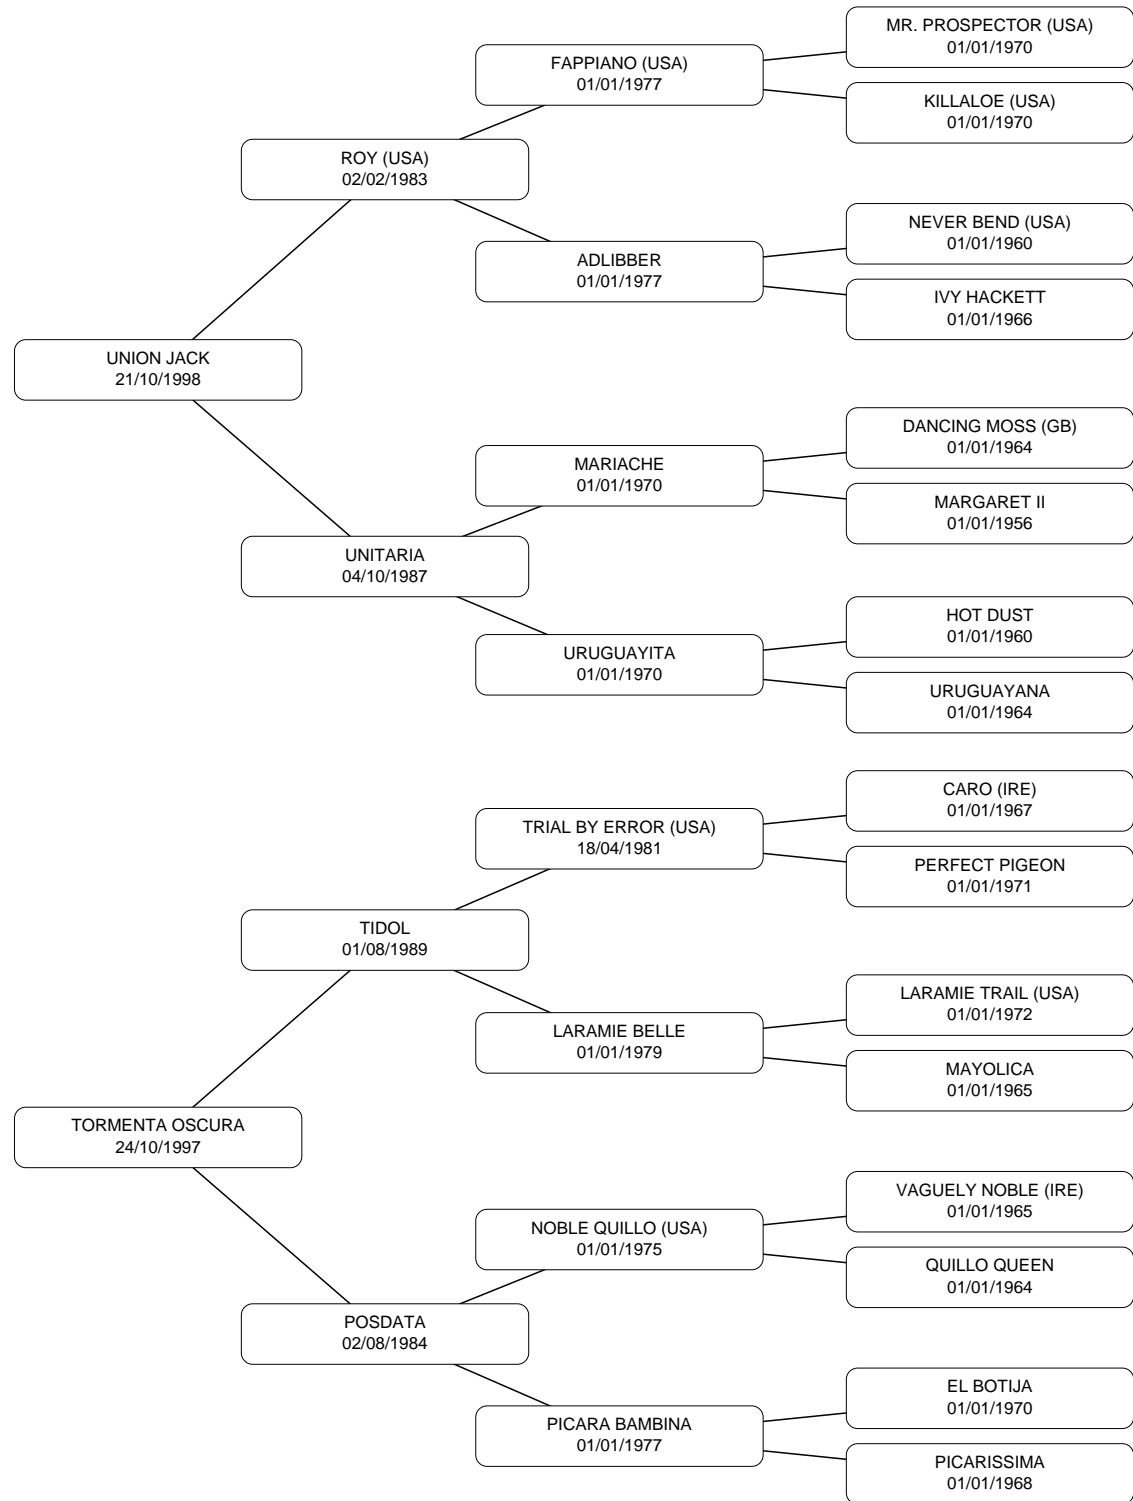 MR. PROSPECTOR (USA)
01/01/1970
FAPPIANO (USA)
01/01/1977
KILLALOE (USA)
01/01/1970
ROY (USA)
02/02/1983
NEVER BEND (USA)
01/01/1960
ADLIBBER
01/01/1977
IVY HACKETT
01/01/1966
UNION JACK
21/10/1998
DANCING MOSS (GB)
01/01/1964
MARIACHE
01/01/1970
MARGARET II
01/01/1956
UNITARIA
04/10/1987
HOT DUST
01/01/1960
URUGUAYITA
01/01/1970
URUGUAYANA
01/01/1964
CARO (IRE)
01/01/1967
TRIAL BY ERROR (USA)
18/04/1981
PERFECT PIGEON
01/01/1971
TIDOL
01/08/1989
LARAMIE TRAIL (USA)
01/01/1972
LARAMIE BELLE
01/01/1979
MAYOLICA
01/01/1965
TORMENTA OSCURA
24/10/1997
VAGUELY NOBLE (IRE)
01/01/1965
NOBLE QUILLO (USA)
01/01/1975
QUILLO QUEEN
01/01/1964
POSDATA
02/08/1984
EL BOTIJA
01/01/1970
PICARA BAMBINA
01/01/1977
PICARISSIMA
01/01/1968